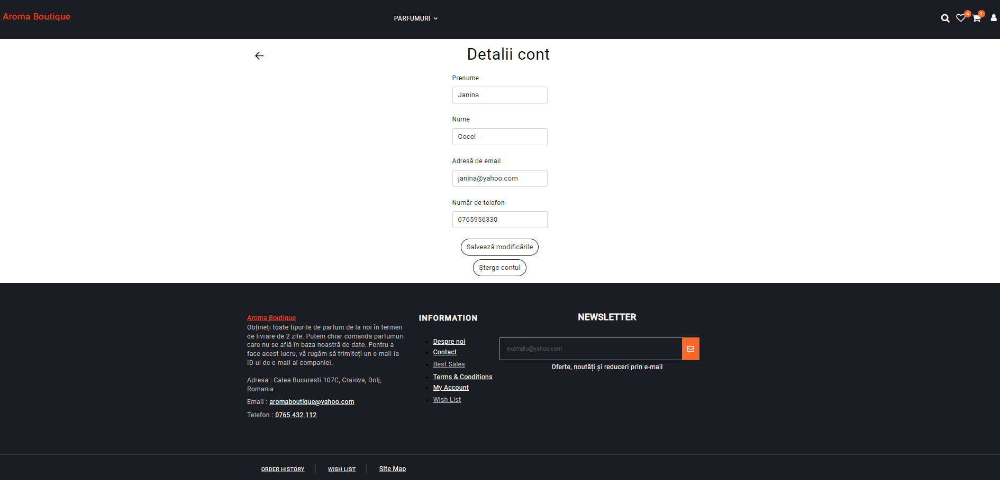 Aroma Boutique
PARFUMURI
4
2
Detalii cont
Prenume
Janina
Nume
Cocei
Adresă de email
janina@yahoo.com
Număr de telefon
0765956330
Salvează modificările
Șterge contul
Aroma Boutique
Obțineți toate tipurile de parfum de la noi în termen
de livrare de 2 zile. Putem chiar comanda parfumuri
care nu se află în baza noastră de date. Pentru a
face acest lucru, vă rugăm să trimiteți un e-mail la
ID-ul de e-mail al companiei.
Adresa : Calea Bucuresti 107C, Craiova, Dolj,
Romania
Email : aromaboutique@yahoo.com
Telefon : 0765 432 112
INFORMATION
Despre noi
Contact
Best Sales
Terms & Conditions
My Account
Wish List
NEWSLETTER
examplu@yahoo.com
Oferte, noutăți și reduceri prin e-mail
ORDER HISTORY
WISH LIST
Site Map